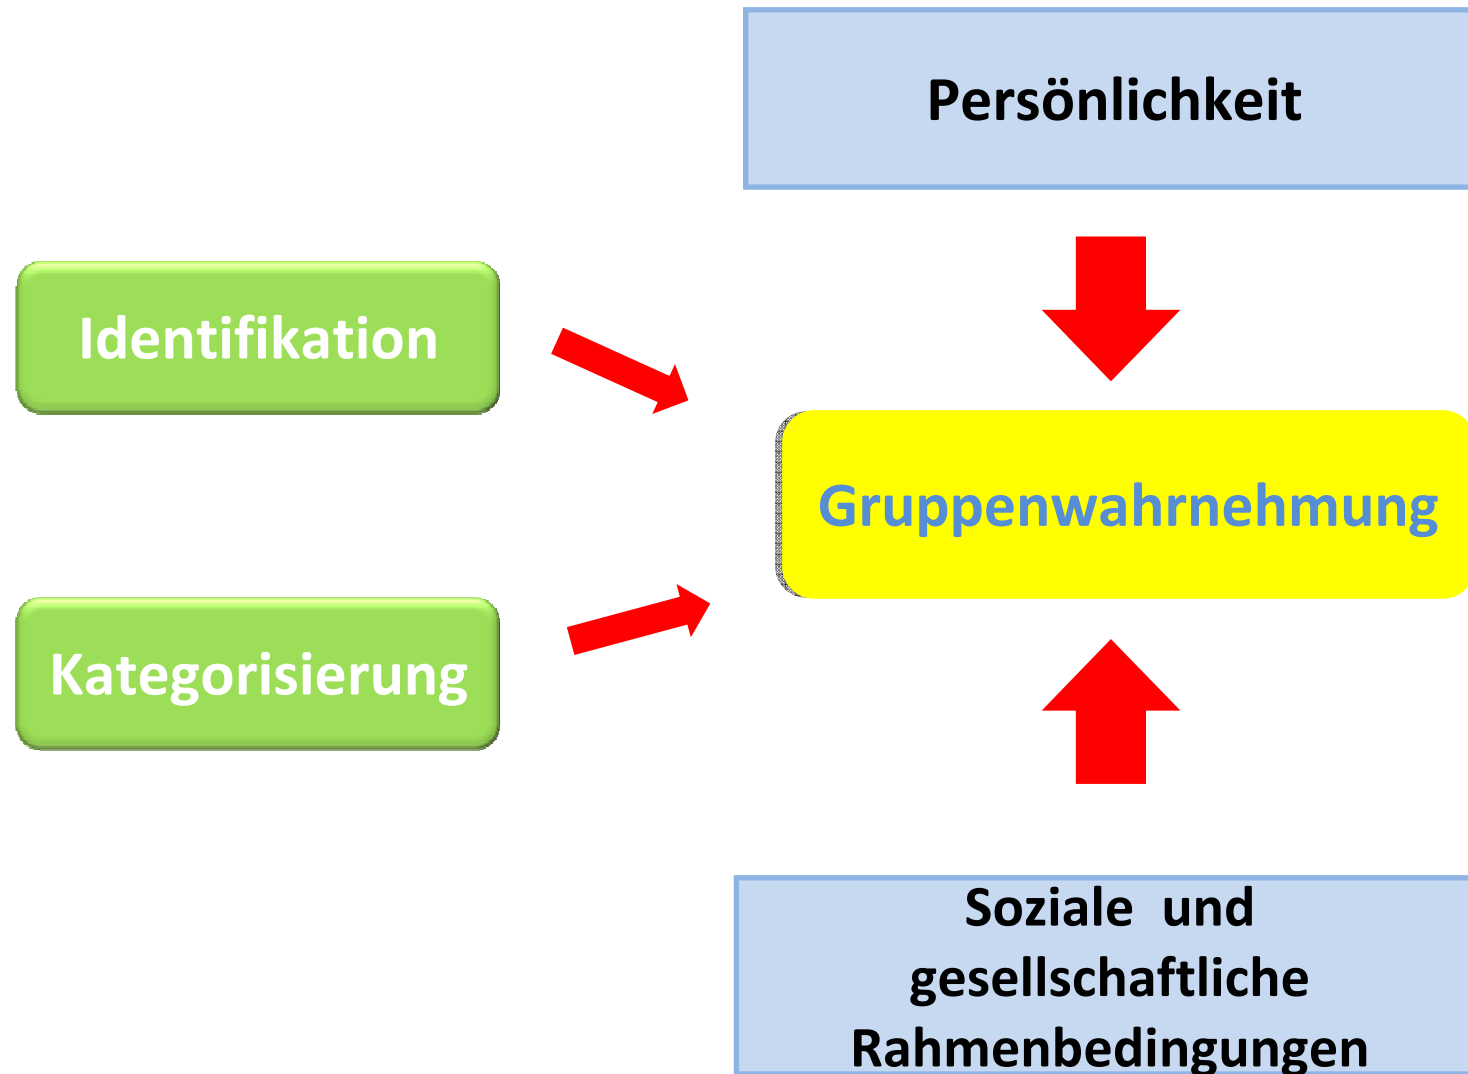 Persönlichkeit
Identifikation
Gruppenwahrnehmung
Kategorisierung
Soziale und
gesellschaftliche
Rahmenbedingungen